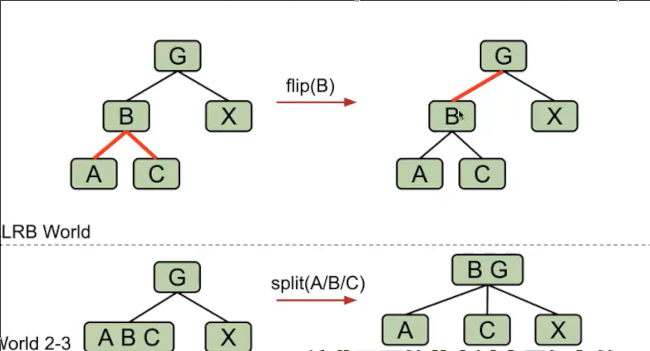 G G
flip(B)
B X B X
A C A C
LRB World
G B G
split(A/B/C)
A B C X A C X
World 2-3